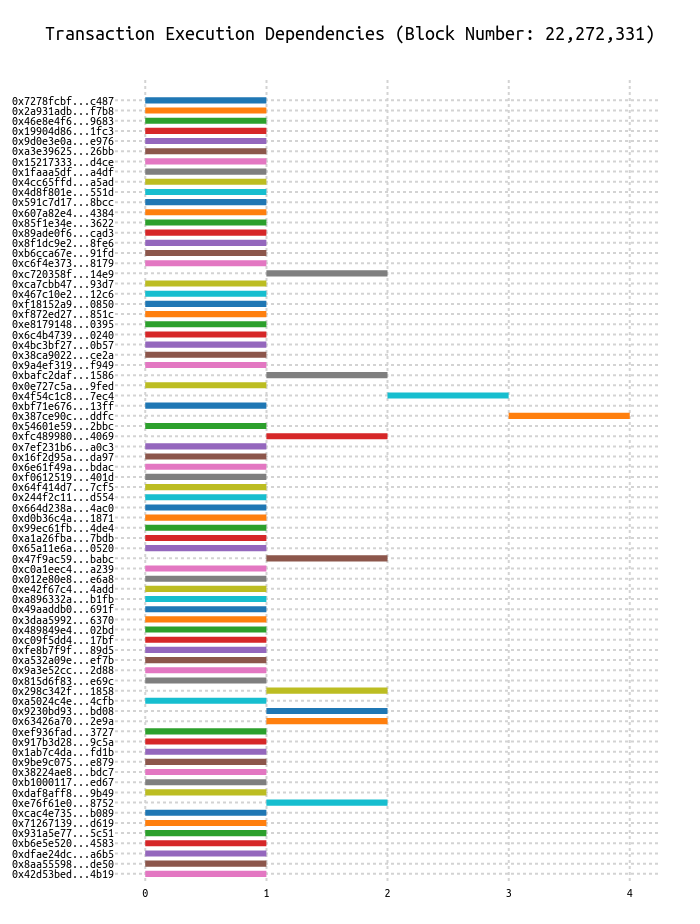 Transaction Execution Dependencies (Block Number: 22,272,331)
0x7278fcbf...c487
0x2a931adb...f7b8
0x46e8e4f6...9683
0x19904d86...1fc3
0x9d0e3e0a...e976
0xa3e39625...26bb
0x15217333...d4ce
0x1faaa5df...a4df
0x4cc65ffd...a5ad
0x4d8f801e...551d
0x591c7d17...8bcc
0x607a82e4...4384
0x85f1e34e...3622
0x89ade0f6...cad3
0x8f1dc9e2...8fe6
0xb6cca67e...91fd
0xc6f4e373...8179
0xc720358f...14e9
0xca7cbb47...93d7
0x467c10e2...12c6
0xf18152a9...0850
0xf872ed27...851c
0xe8179148...0395
0x6c4b4739...0240
0x4bc3bf27...0b57
0x38ca9022...ce2a
0x9a4ef319...f949
0xbafc2daf...1586
0x0e727c5a...9fed
0x4f54c1c8...7ec4
0xbf71e676...13ff
0x387ce90c...ddfc
0x54601e59...2bbc
0xfc489980...4069
0x7ef231b6...a0c3
0x16f2d95a...da97
0x6e61f49a...bdac
0xf0612519...401d
0x64f414d7...7cf5
0x244f2c11...d554
0x664d238a...4ac0
0xd0b36c4a...1871
0x99ec61fb...4de4
0xa1a26fba...7bdb
0x65a11e6a...0520
0x47f9ac59...babc
0xc0a1eec4...a239
0x012e80e8...e6a8
0xe42f67c4...4add
0xa896332a...b1fb
0x49aaddb0...691f
0x3daa5992...6370
0x489849e4...02bd
0xc09f5dd4...17bf
0xfe8b7f9f...89d5
0xa532a09e...ef7b
0x9a3e52cc...2d88
0x815d6f83...e69c
0x298c342f...1858
0xa5024c4e...4cfb
0x9230bd93...bd08
0x63426a70...2e9a
0xef936fad...3727
0x917b3d28...9c5a
0x1ab7c4da...fd1b
0x9be9c075...e879
0x38224ae8...bdc7
0xb1000117...ed67
0xdaf8aff8...9b49
0xe76f61e0...8752
0xcac4e735...b089
0x71267139...d619
0x931a5e77...5c51
0xb6e5e520...4583
0xdfae24dc...a6b5
0x8aa55598...de50
0x42d53bed...4b19
0 1 2 3 4